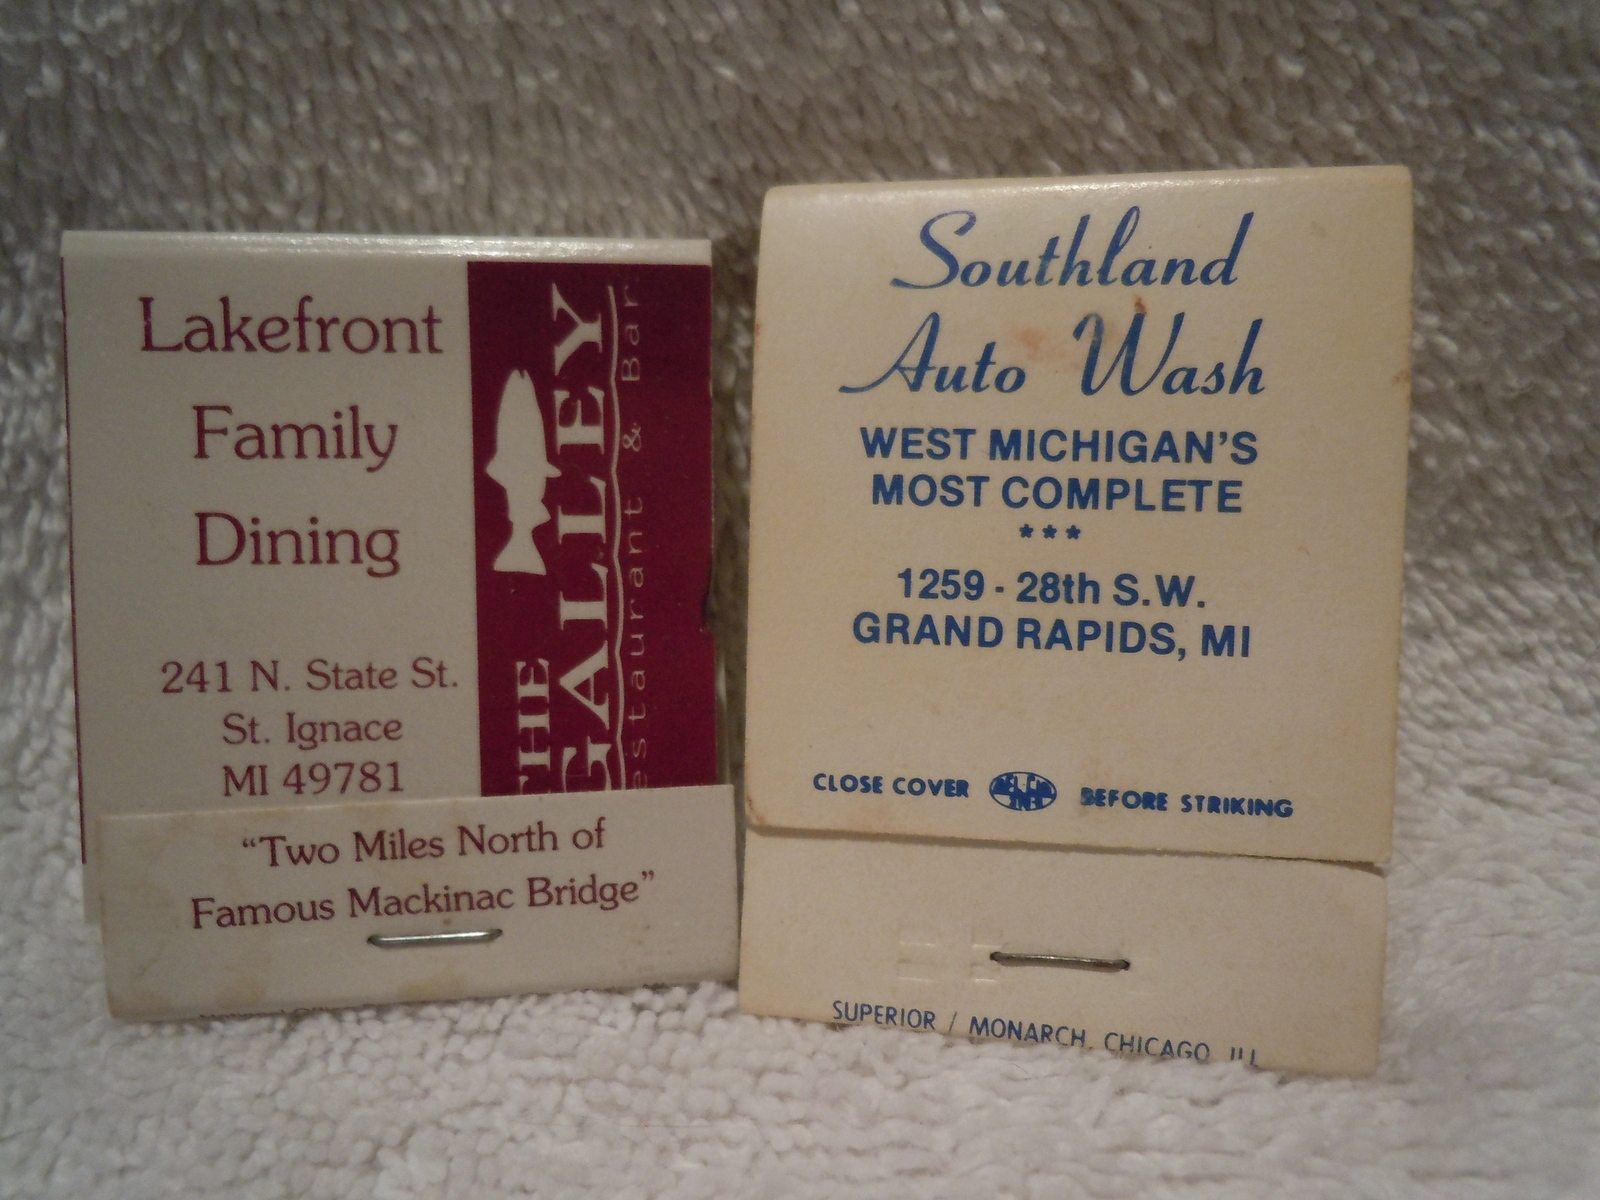 Lakefront
Family
Dining
241 N. State St.
St. Ignace
MI 49781
THE
GALLEY
Restaurant & Bar
"Two Miles North of
Famous Mackinac Bridge"
Southland
Auto Wash
WEST MICHIGAN'S
MOST COMPLETE
***
1259 - 28th S.W.
GRAND RAPIDS, MI
CLOSE COVER BEFORE STRIKING
SUPERIOR / MONARCH, CHICAGO, ILL